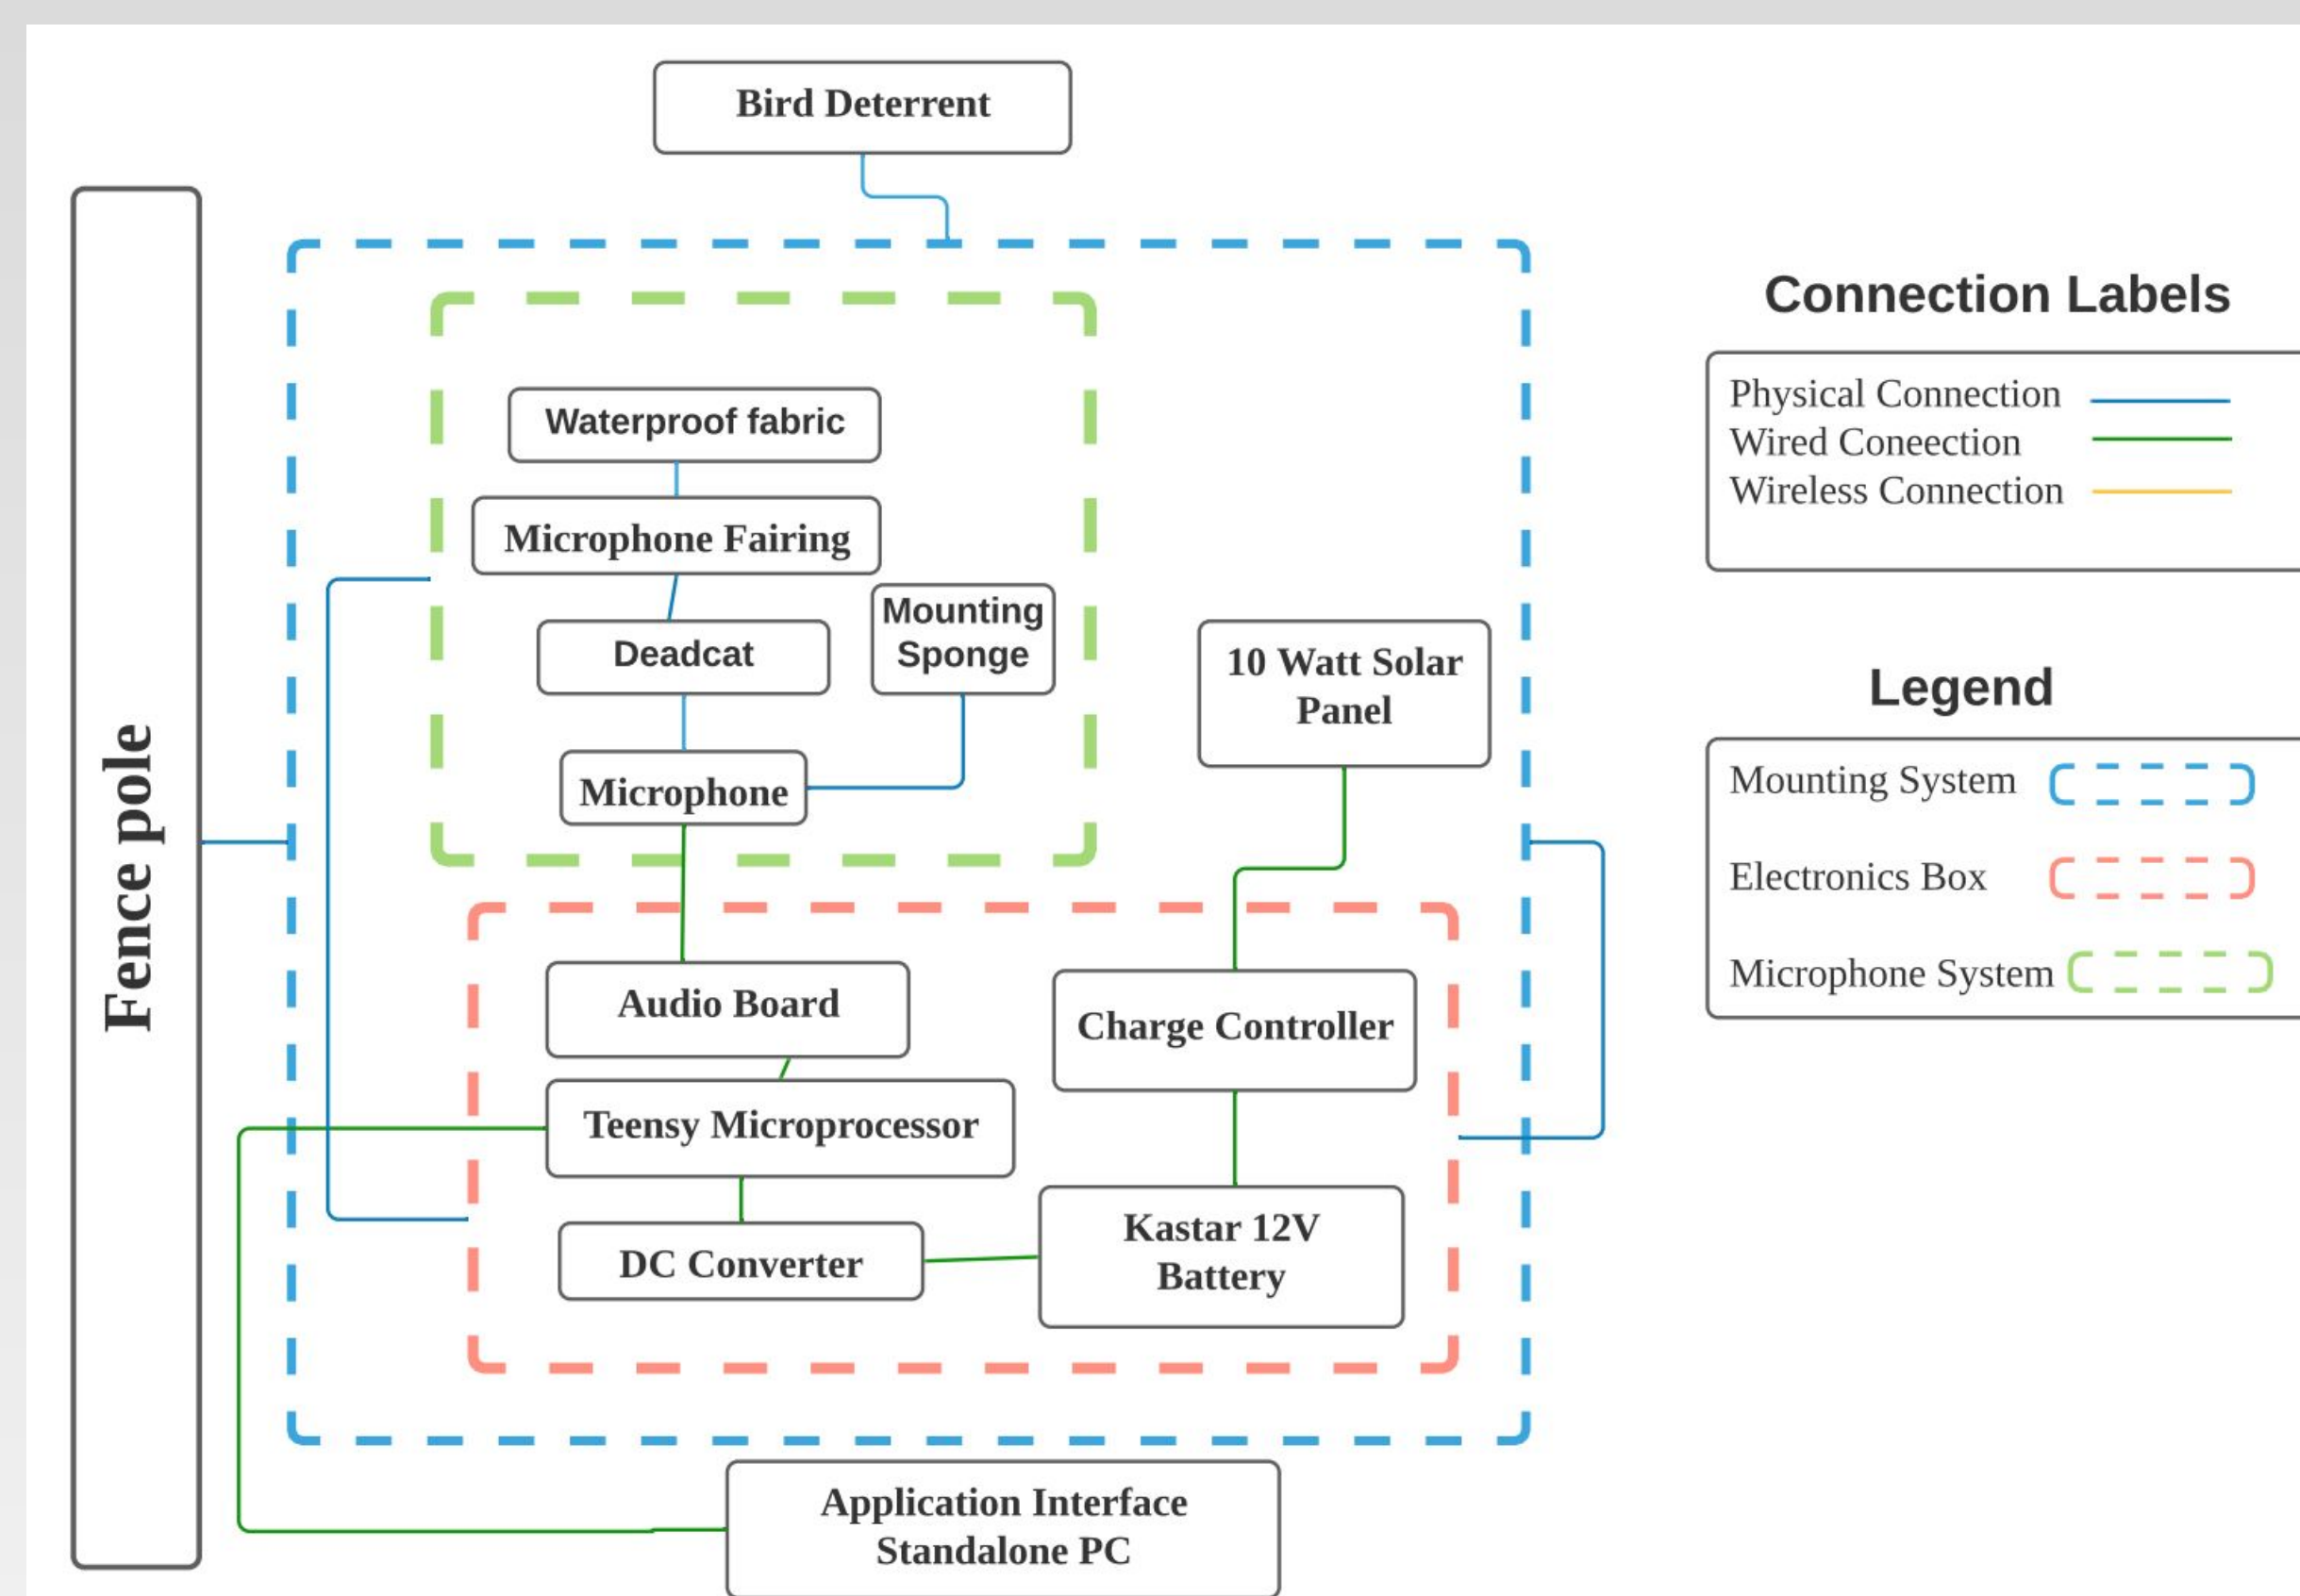 Bird Deterrent
Fence pole
Waterproof fabric
Microphone Fairing
Deadcat
Mounting
Sponge
Microphone
10 Watt Solar
Panel
Audio Board
Charge Controller
Teensy Microprocessor
DC Converter
Kastar 12V
Battery
Application Interface
Standalone PC
Connection Labels
Physical Connection
Wired Coneection
Wireless Connection
Legend
Mounting System
Electronics Box
Microphone System